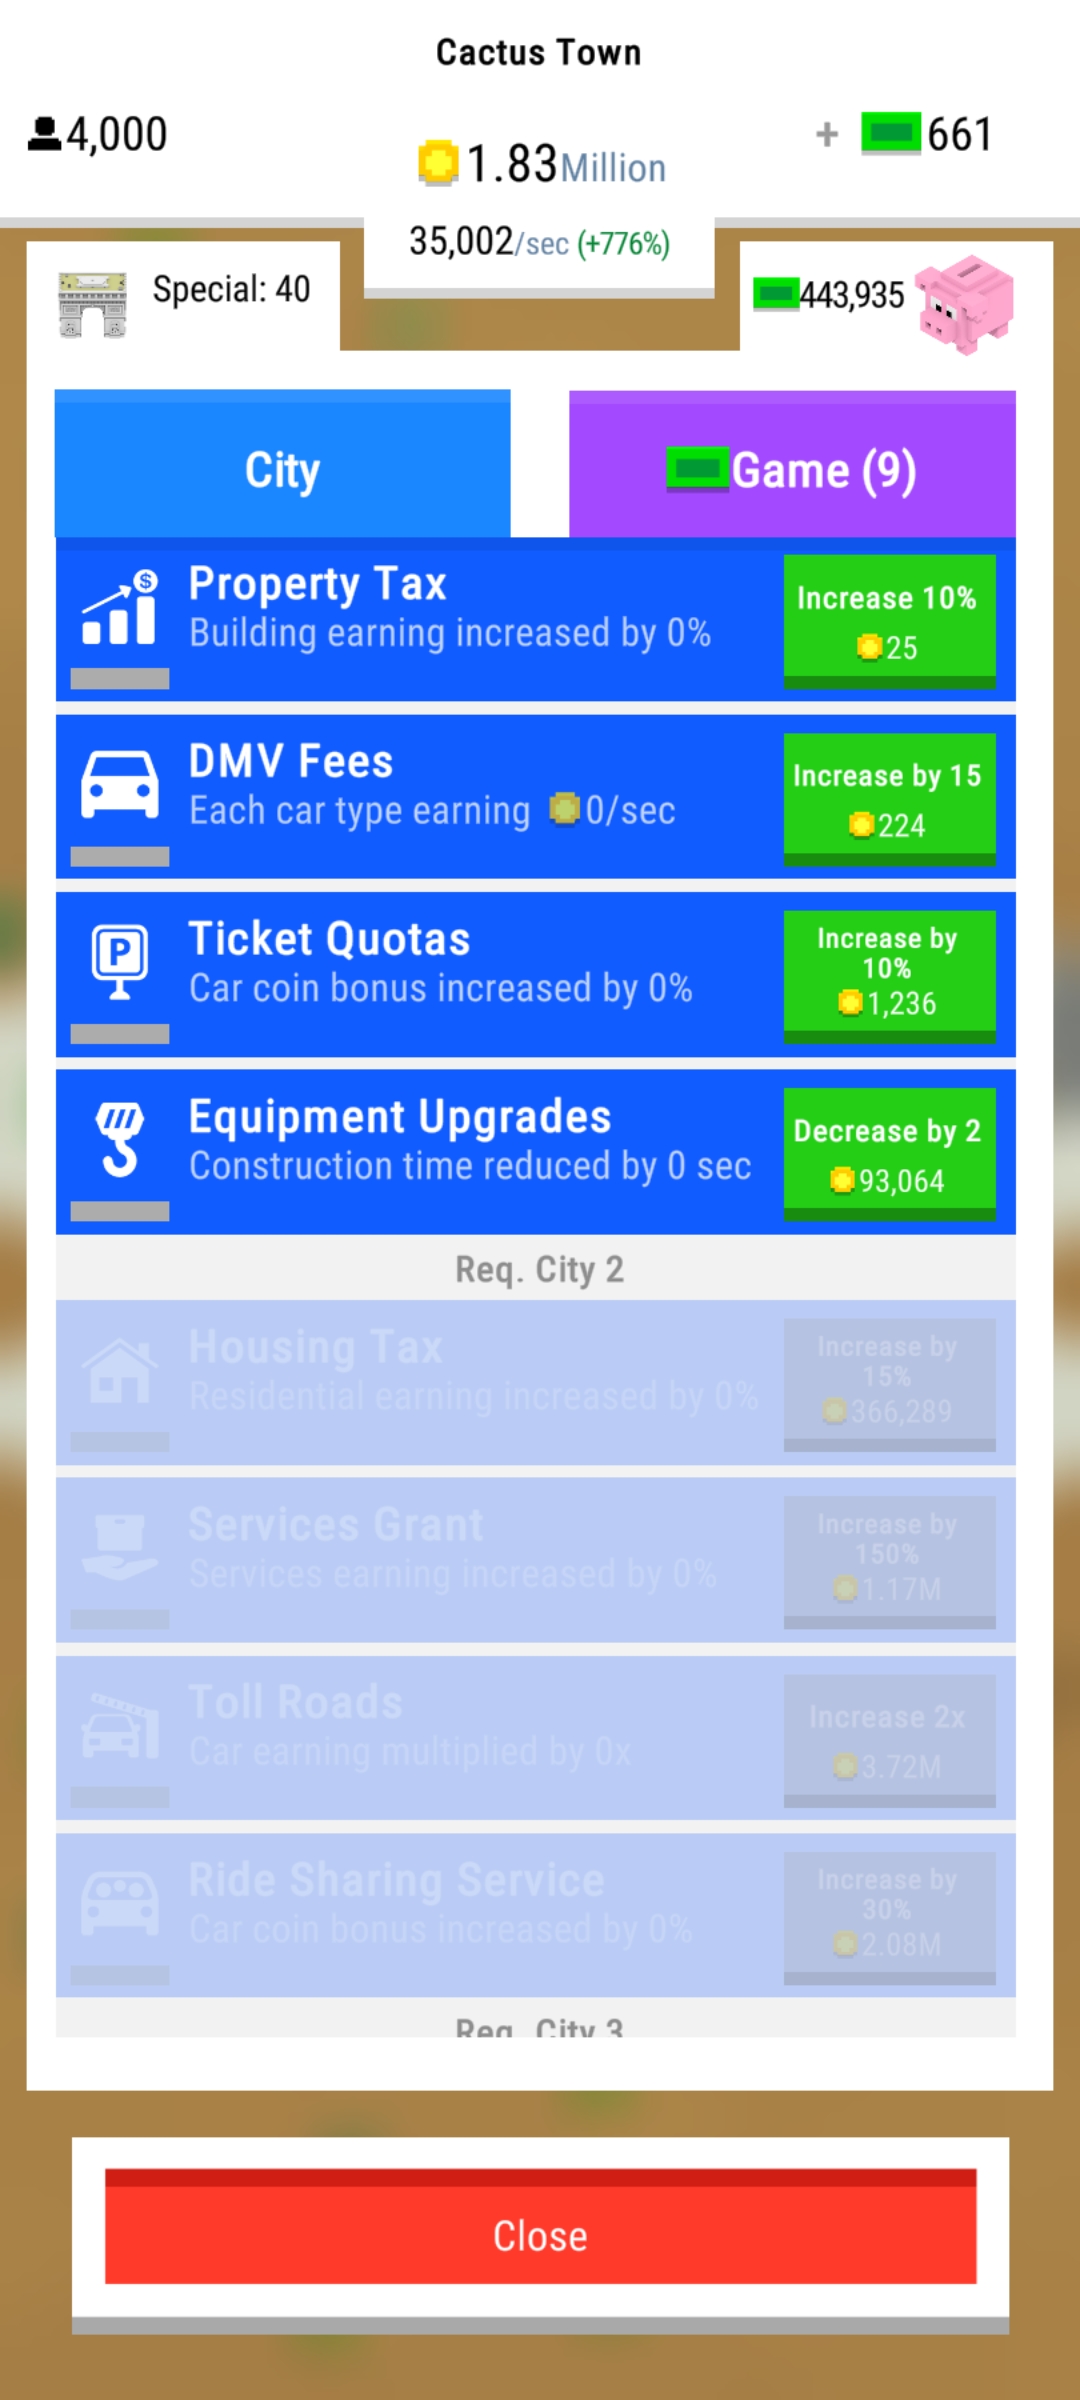 Cactus Town
4,000
1.83 Million
+ 661
35,002/sec (+776%)
Special: 40
443,935
City
Game (9)
Property Tax
Building earning increased by 0%
Increase 10%
25
DMV Fees
Each car type earning 0/sec
Increase by 15
224
P
Ticket Quotas
Car coin bonus increased by 0%
Increase by
10%
1,236
Equipment Upgrades
Construction time reduced by 0 sec
Decrease by 2
93,064
Req. City 2
Housing Tax
Residential earning increased by 0%
Increase by
15%
366,289
Services Grant
Services earning increased by 0%
Increase by
150%
1.17M
Toll Roads
Car earning multiplied by 0x
Increase 2x
3.72M
Ride Sharing Service
Car coin bonus increased by 0%
Increase by
30%
2.08M
Req. City 3
Close